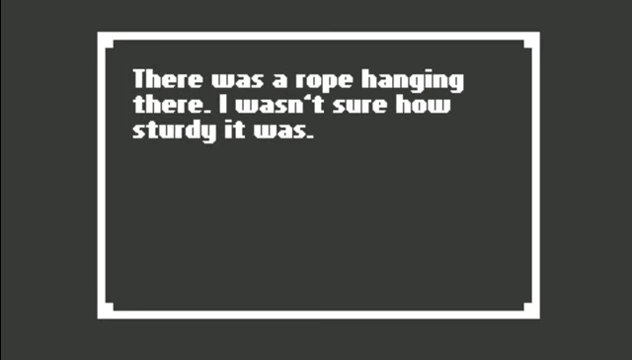 There was a rope hanging
there. I wasn't sure how
sturdy it was.